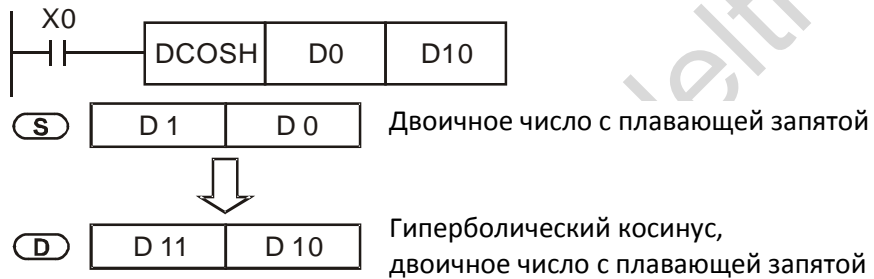 X0
DCOSH D0 D10
S D 1 D 0 Двоичное число с плавающей запятой
D D 11 D 10 Гиперболический косинус,
двоичное число с плавающей запятой